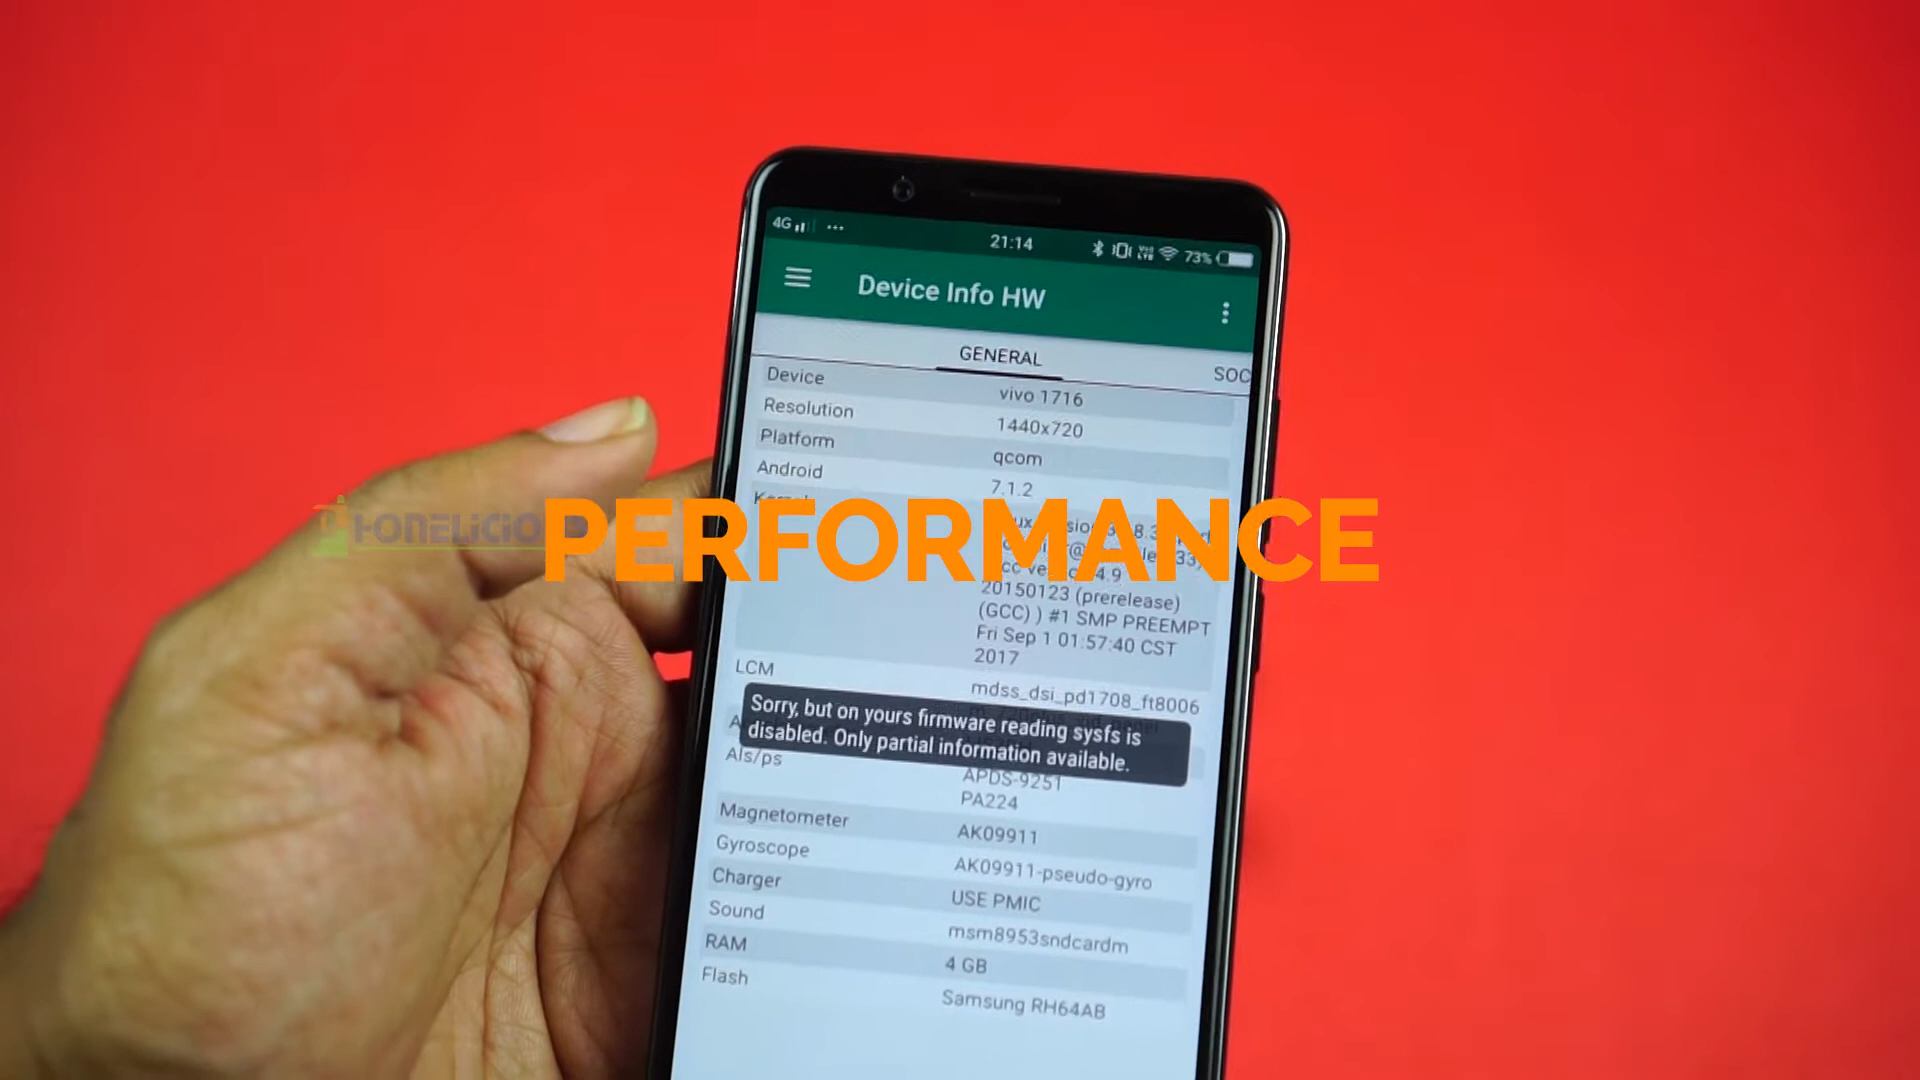 4G
21:14
73%
Device Info HW
GENERAL
SOC
Device
vivo 1716
Resolution
1440x720
Platform
qcom
Android
7.1.2
PERFORMANCE
20150123 (prerelease)
(GCC) ) #1 SMP PREEMPT
Fri Sep 1 01:57:40 CST
2017
LCM
mdss_dsi_pd1708_ft8006
Sorry, but on yours firmware reading sysfs is
disabled. Only partial information available.
Als/ps
APDS-9251
PA224
Magnetometer
AK09911
Gyroscope
AK09911-pseudo-gyro
Charger
USE PMIC
Sound
msm8953sndcardm
RAM
4 GB
Flash
Samsung RH64AB